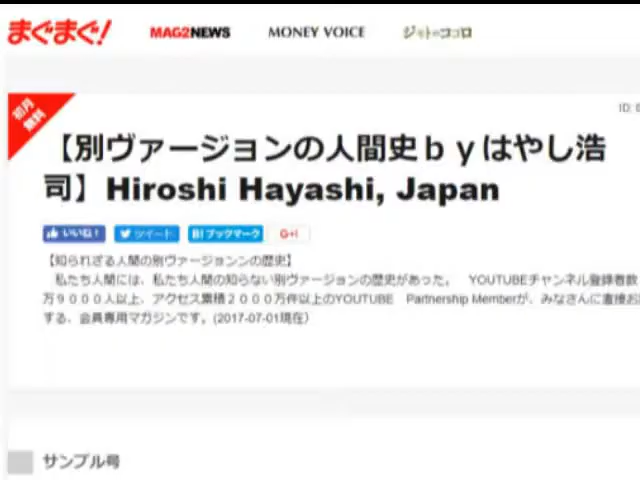 まぐまぐ!
MAG2NEWS
MONEY VOICE
ジモトのココロ
初月
無料
ID:
【別ヴァージョンの人間史ｂｙはやし浩
司】Hiroshi Hayashi, Japan
いいね!
ツイート
B! ブックマーク
G+1
【知られざる人間の別ヴァージョンンの歴史】
私たち人間には、私たち人間の知らない別ヴァージョンの歴史があった。 YOUTUBEチャンネル登録者数
万９０００人以上、アクセス累積２０００万件以上のYOUTUBE Partnership Memberが、みなさんに直接お
する、会員専用マガジンです。(2017-07-01現在）
サンプル号